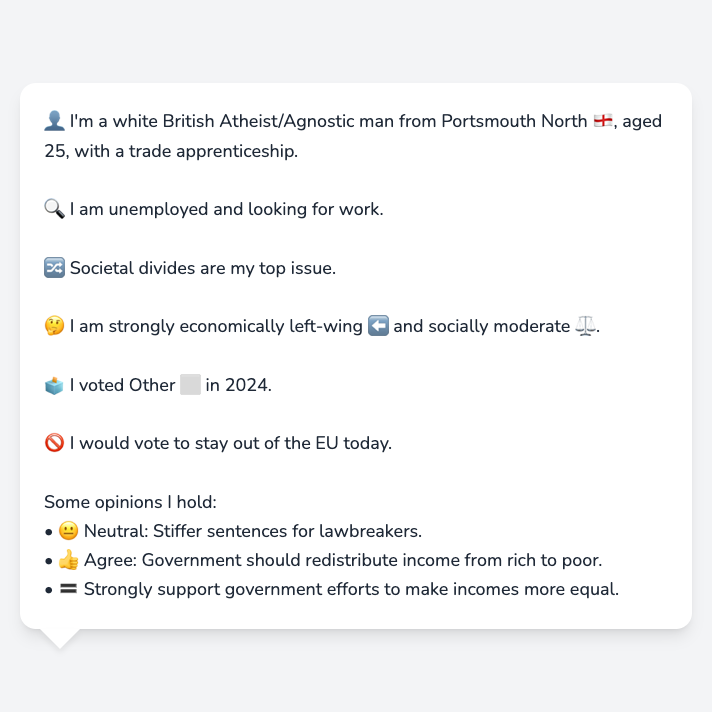 👤 I'm a white British Atheist/Agnostic man from Portsmouth North 🏴󠁧󠁢󠁥󠁮󠁧󠁿, aged
25, with a trade apprenticeship.
🔍 I am unemployed and looking for work.
🔀 Societal divides are my top issue.
🤔 I am strongly economically left-wing ⬅️ and socially moderate ⚖️.
🗳️ I voted Other ⬜ in 2024.
🚫 I would vote to stay out of the EU today.
Some opinions I hold:
• 😐 Neutral: Stiffer sentences for lawbreakers.
• 👍 Agree: Government should redistribute income from rich to poor.
• 🟰 Strongly support government efforts to make incomes more equal.